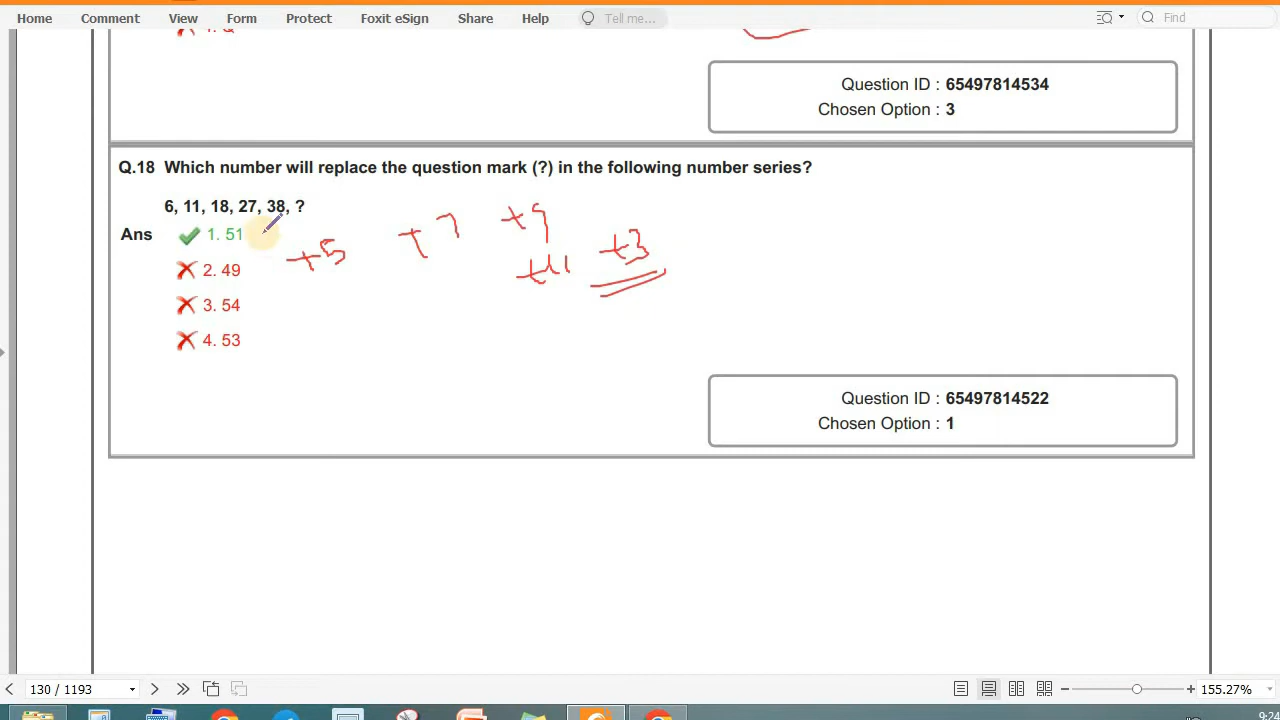 Home Comment View Form Protect Foxit eSign Share Help Tell me... Find
Question ID : 65497814534
Chosen Option : 3
Q.18 Which number will replace the question mark (?) in the following number series?
6, 11, 18, 27, 38, ?
Ans 1. 51
2. 49
3. 54
4. 53
+5 +7 +9
+11 +3
Question ID : 65497814522
Chosen Option : 1
130 / 1193 155.27%